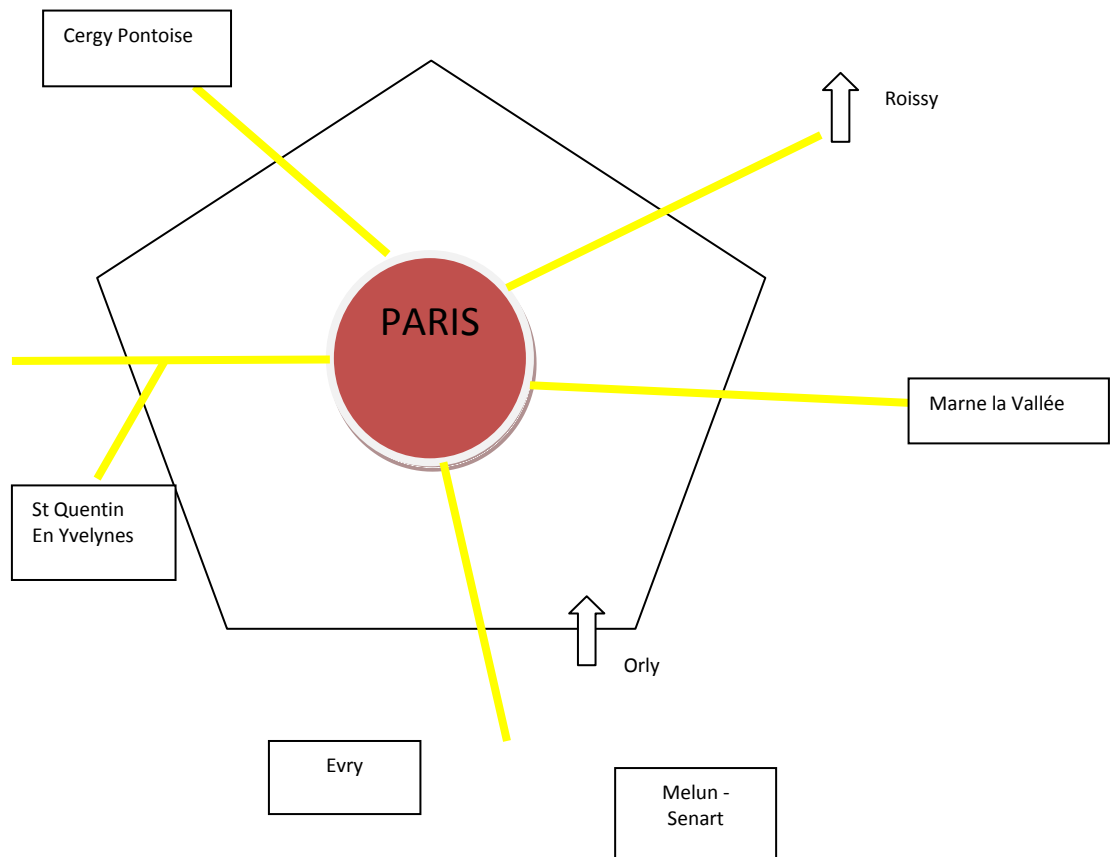 Cergy Pontoise
Roissy
PARIS
Marne la Vallée
St Quentin
En Yvelynes
Orly
Evry
Melun -
Senart